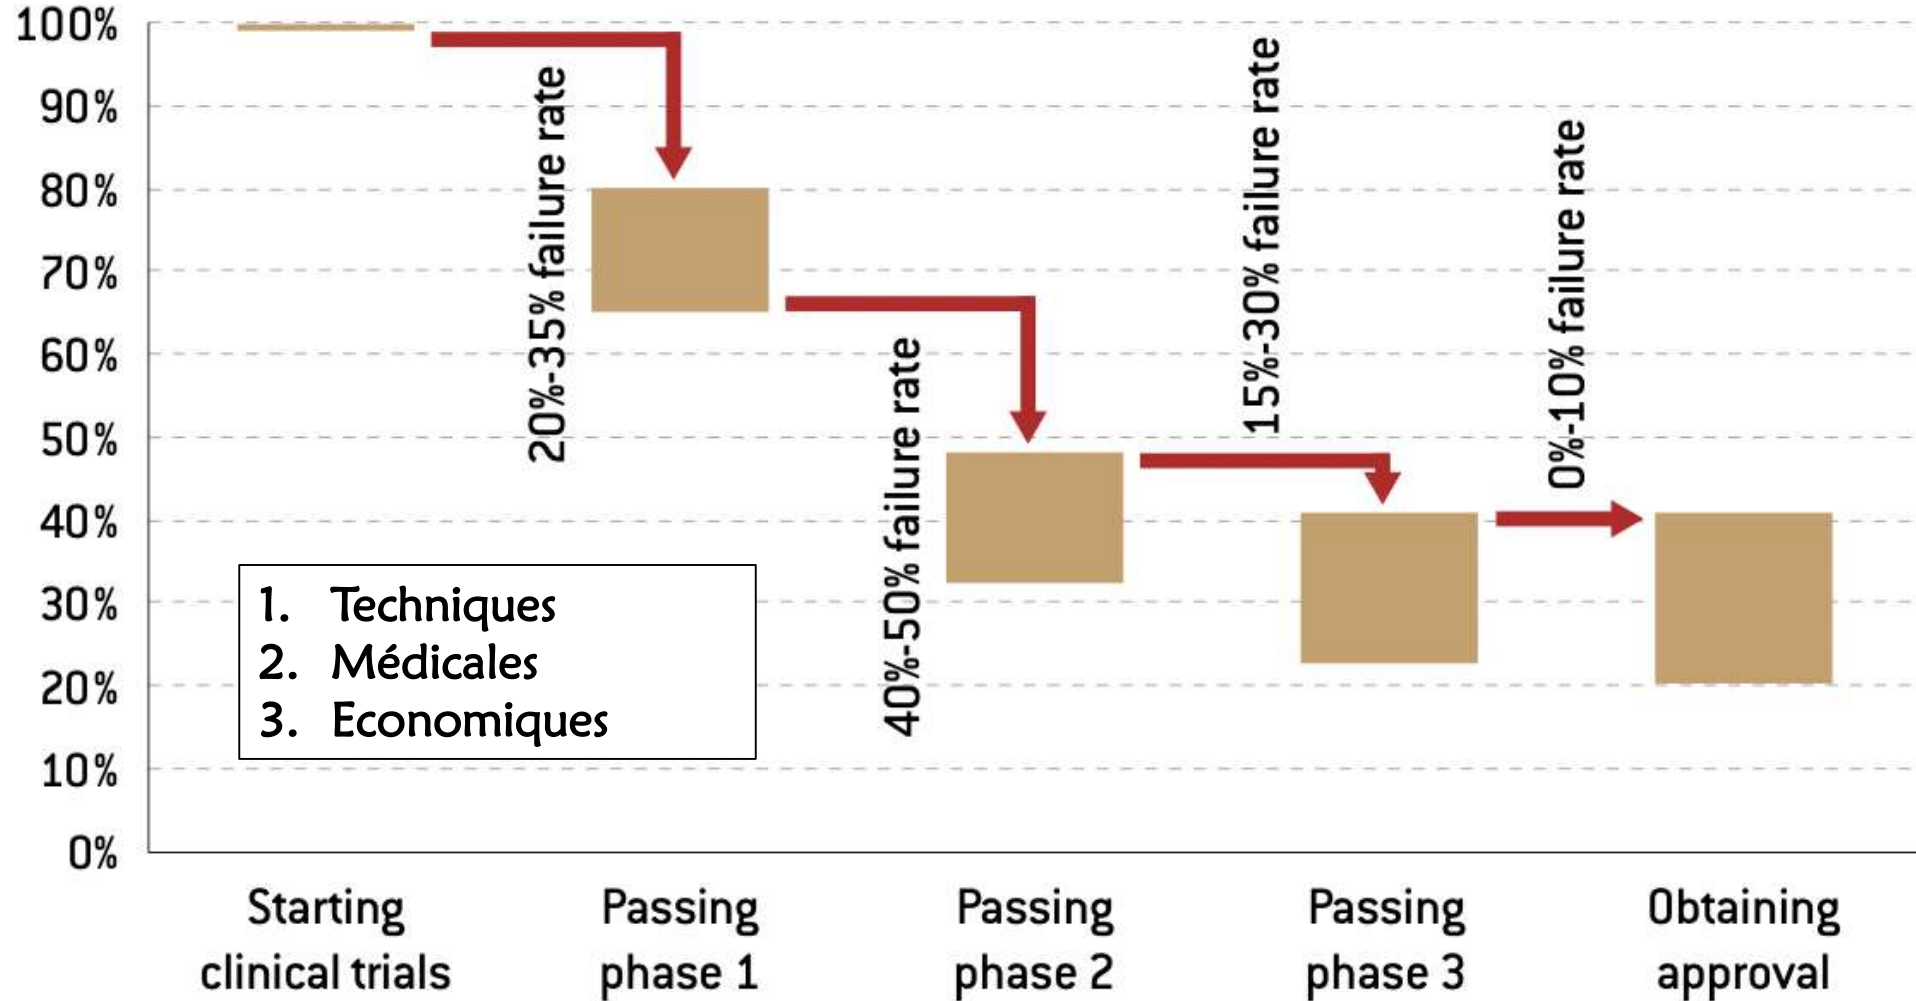 100%
90%
80%
70%
60%
50%
40%
30%
20%
10%
0%
20%-35% failure rate
40%-50% failure rate
15%-30% failure rate
0%-10% failure rate
1. Techniques
2. Médicales
3. Economiques
Starting
clinical trials
Passing
phase 1
Passing
phase 2
Passing
phase 3
Obtaining
approval